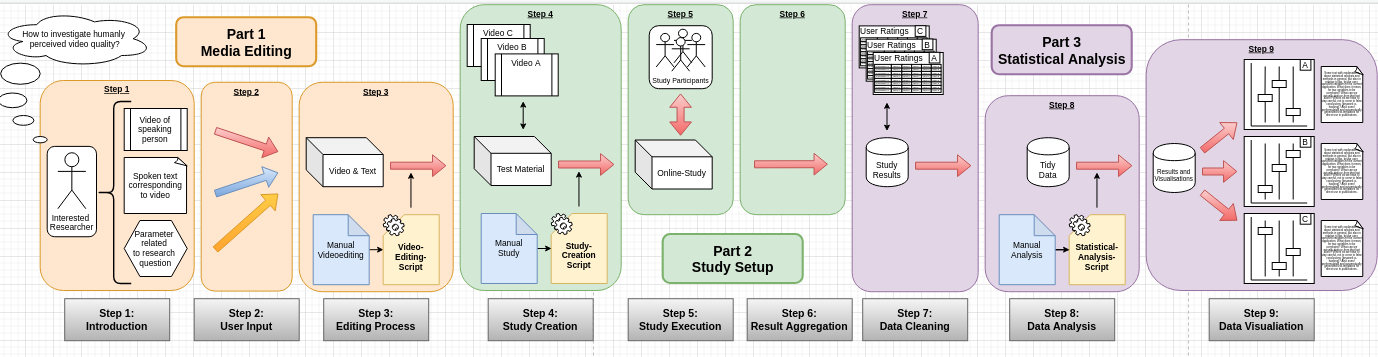 How to investigate humanly
perceived video quality?
Part 1
Media Editing
Step 1
Interested
Researcher
Video of
speaking
person
Spoken text
corresponding
to video
Parameter
related
to research
question
Step 2
Step 3
Video & Text
Manual
Videoediting
Video-
Editing-
Script
Step 4
Video C
Video B
Video A
Test Material
Manual
Study
Study-
Creation
Script
Step 5
Study Participants
Online-Study
Step 6
Part 2
Study Setup
Step 7
User Ratings C
User Ratings B
User Ratings A
Study
Results
Part 3
Statistical Analysis
Step 8
Tidy
Data
Manual
Analysis
Statistical-
Analysis-
Script
Step 9
Results and
Visualisations
A
B
C
Step 1:
Introduction
Step 2:
User Input
Step 3:
Editing Process
Step 4:
Study Creation
Step 5:
Study Execution
Step 6:
Result Aggregation
Step 7:
Data Cleaning
Step 8:
Data Analysis
Step 9:
Data Visualiation